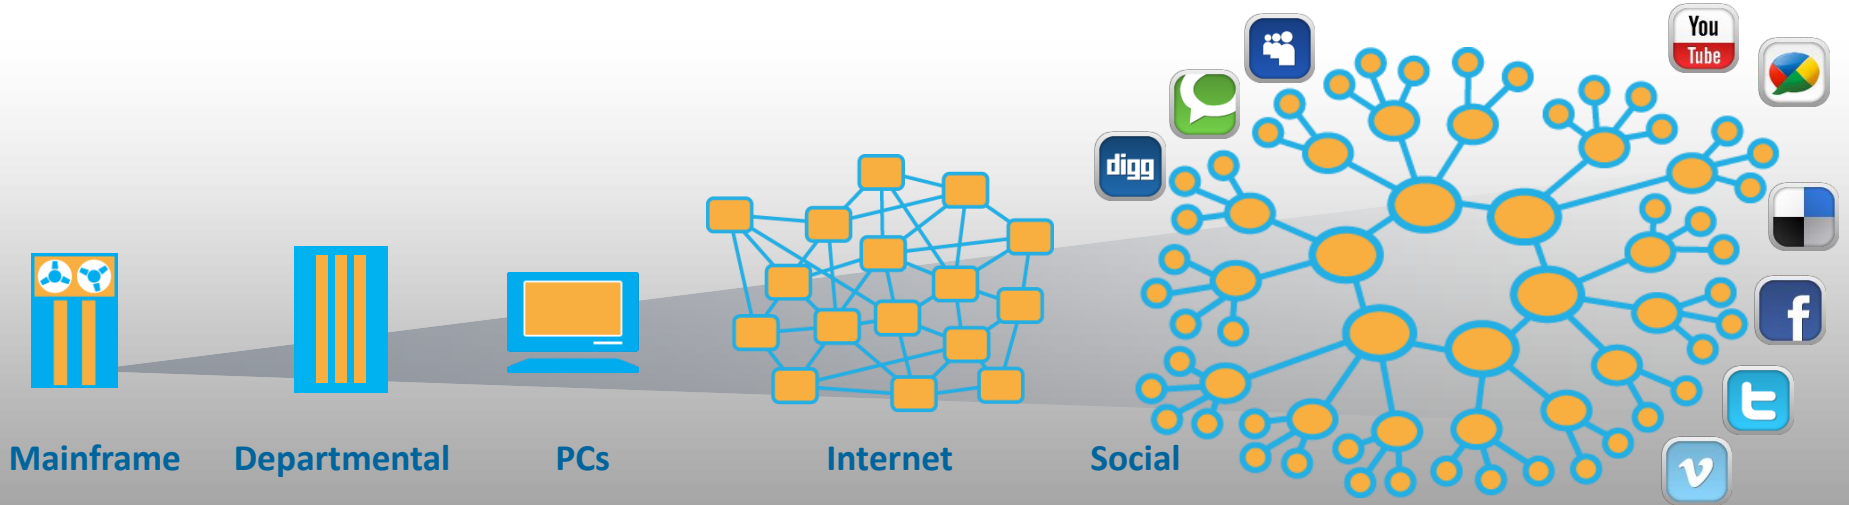 You
Tube
digg
f
t
v
Mainframe
Departmental
PCs
Internet
Social